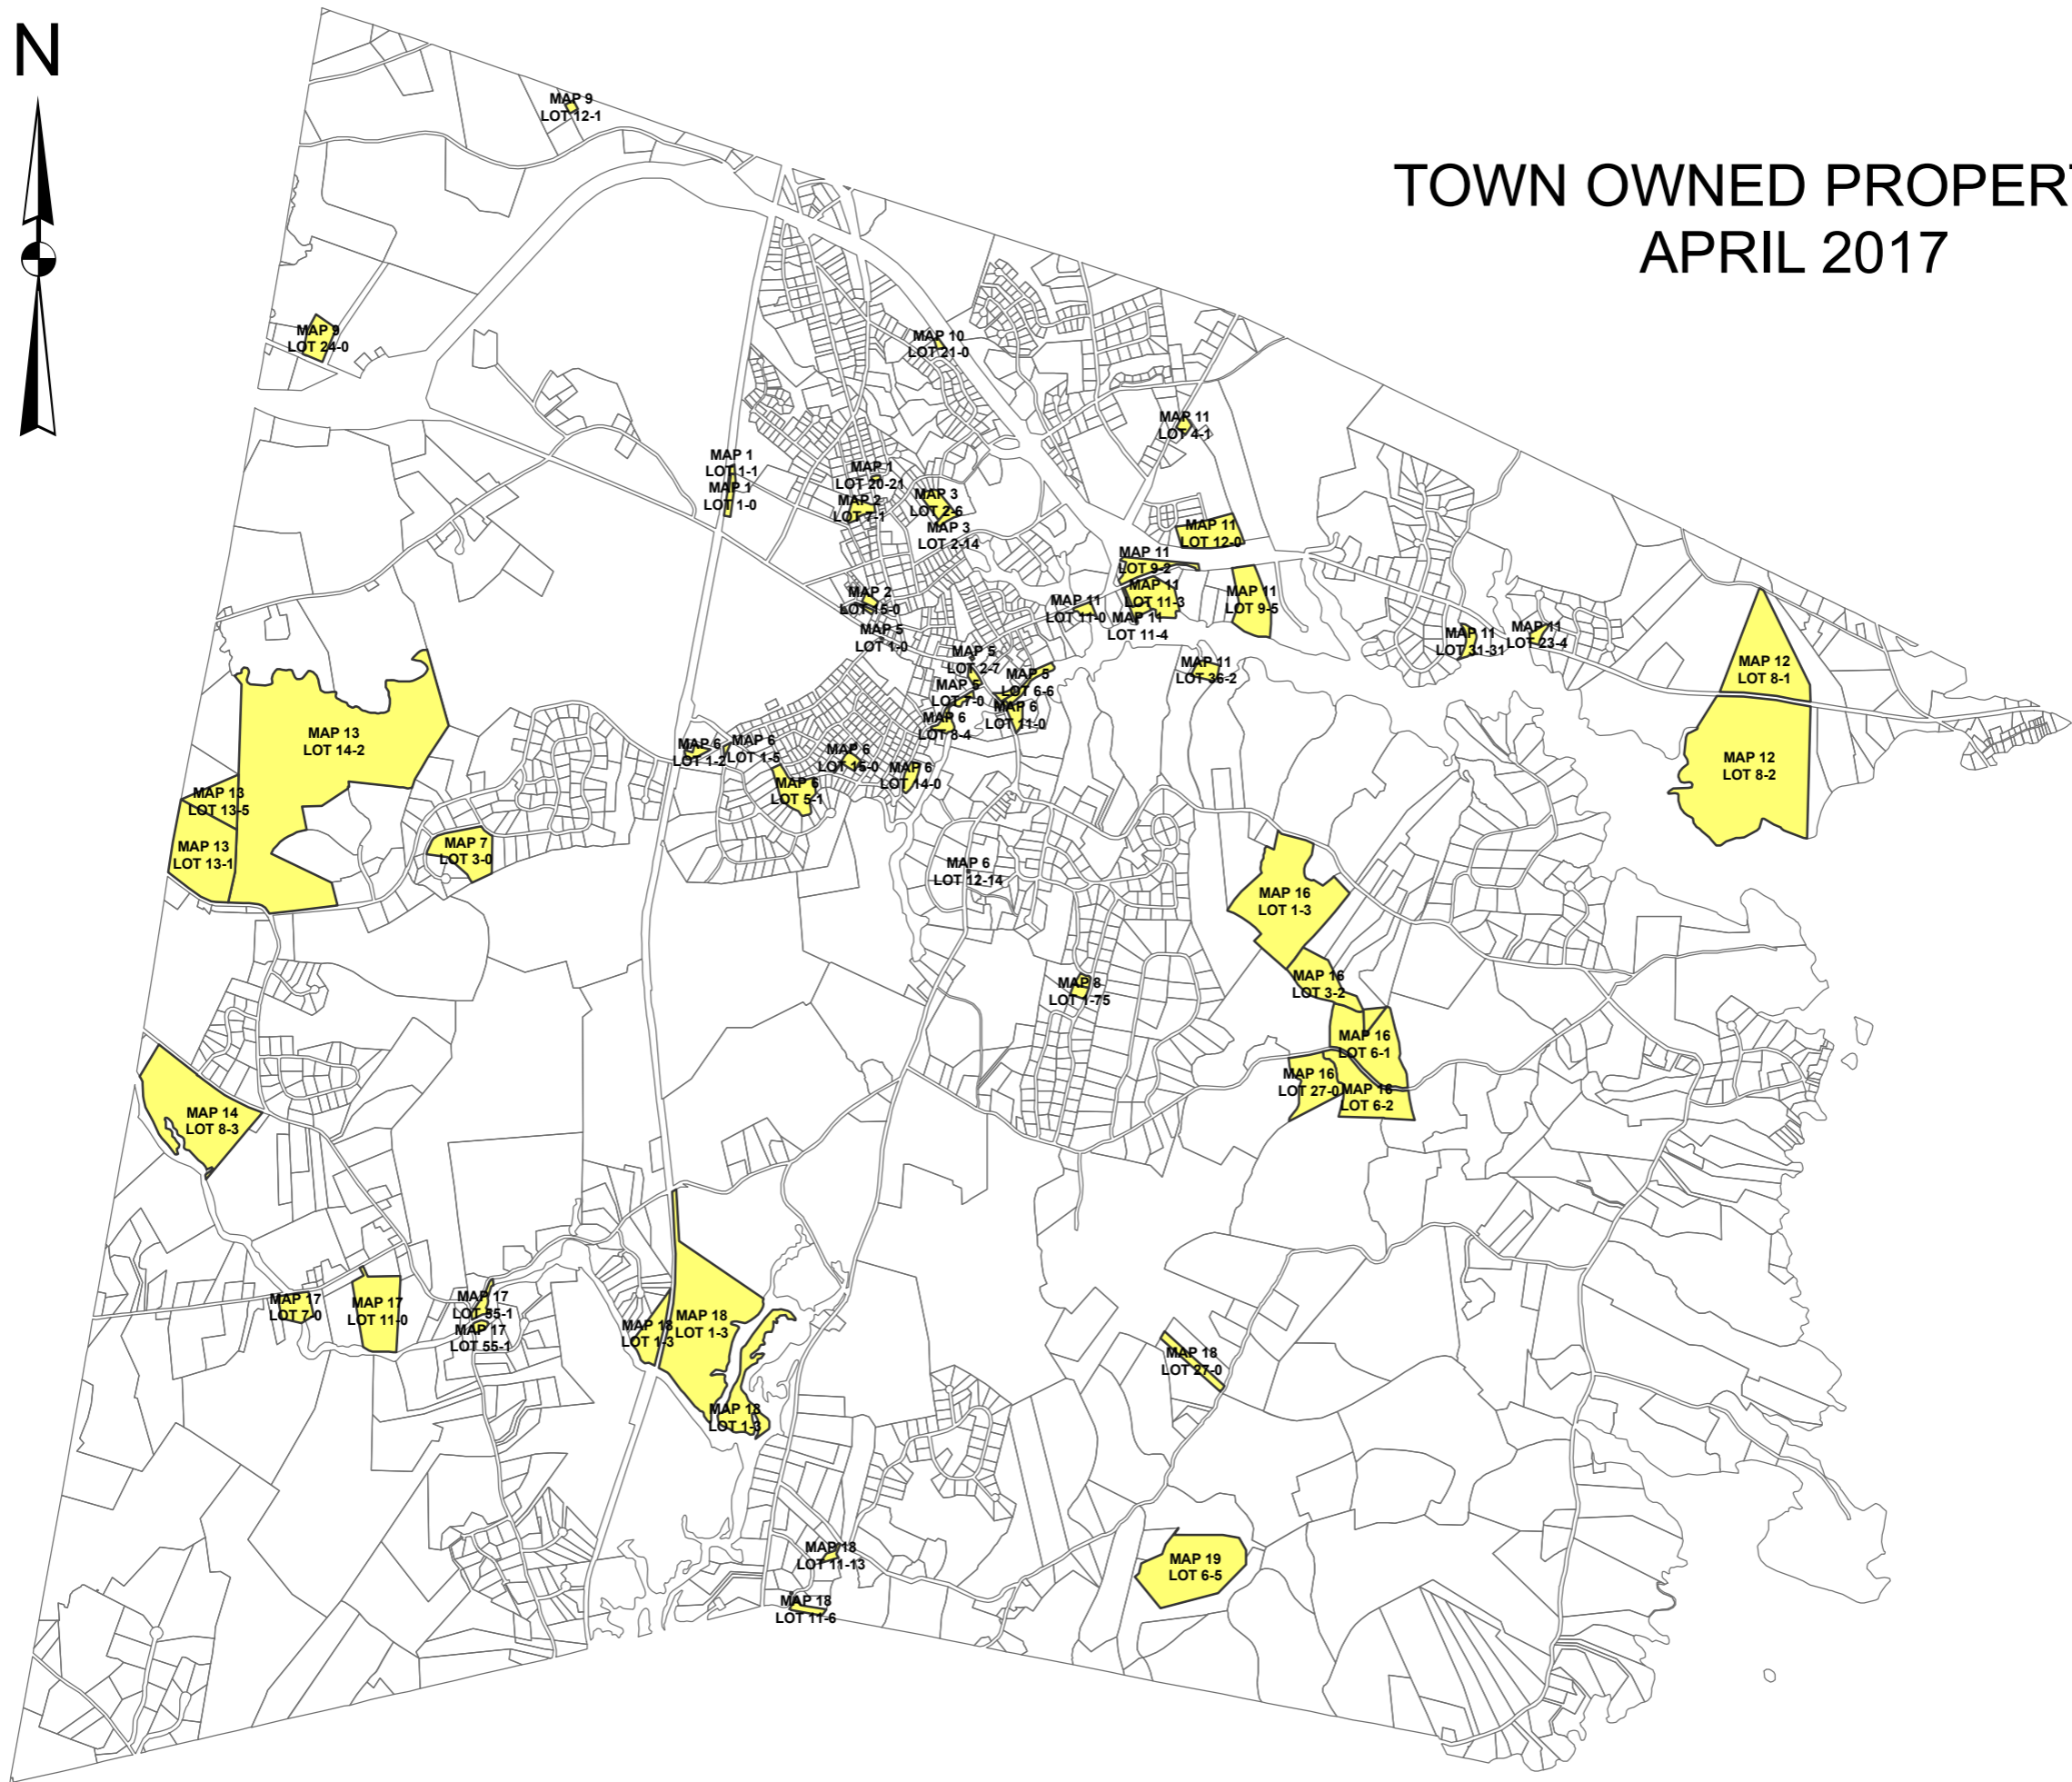 N
TOWN OWNED PROPERT
APRIL 2017
MAP 9
LOT 12-1
MAP 9
LOT 24-0
MAP 10
LOT 21-0
MAP 11
LOT 4-1
MAP 1
LOT 1-1
MAP 1
LOT 1-0
MAP 1
LOT 20-21
MAP 2
LOT 7-1
MAP 3
LOT 2-6
MAP 3
LOT 2-14
MAP 11
LOT 12-0
MAP 11
LOT 9-2
MAP 11
LOT 11-3
MAP 11
LOT 9-5
MAP 2
LOT 15-0
MAP 11
LOT 11-0
MAP 11
LOT 11-4
MAP 5
LOT 1-0
MAP 11
LOT 31-31
MAP 11
LOT 23-4
MAP 5
LOT 2-7
MAP 11
LOT 36-2
MAP 12
LOT 8-1
MAP 5
LOT 6-6
MAP 5
LOT 7-0
MAP 6
LOT 11-0
MAP 6
LOT 8-4
MAP 13
LOT 14-2
MAP 6
LOT 1-2
MAP 6
LOT 1-5
MAP 6
LOT 15-0
MAP 6
LOT 14-0
MAP 6
LOT 5-1
MAP 12
LOT 8-2
MAP 13
LOT 13-5
MAP 13
LOT 13-1
MAP 7
LOT 3-0
MAP 6
LOT 12-14
MAP 16
LOT 1-3
MAP 8
LOT 1-75
MAP 16
LOT 3-2
MAP 16
LOT 6-1
MAP 16
LOT 27-0
MAP 16
LOT 6-2
MAP 14
LOT 8-3
MAP 17
LOT 7-0
MAP 17
LOT 11-0
MAP 17
LOT 55-1
MAP 17
LOT 55-1
MAP 18
LOT 1-3
MAP 18
LOT 1-3
MAP 18
LOT 27-0
MAP 18
LOT 1-3
MAP 18
LOT 11-13
MAP 19
LOT 6-5
MAP 18
LOT 11-6